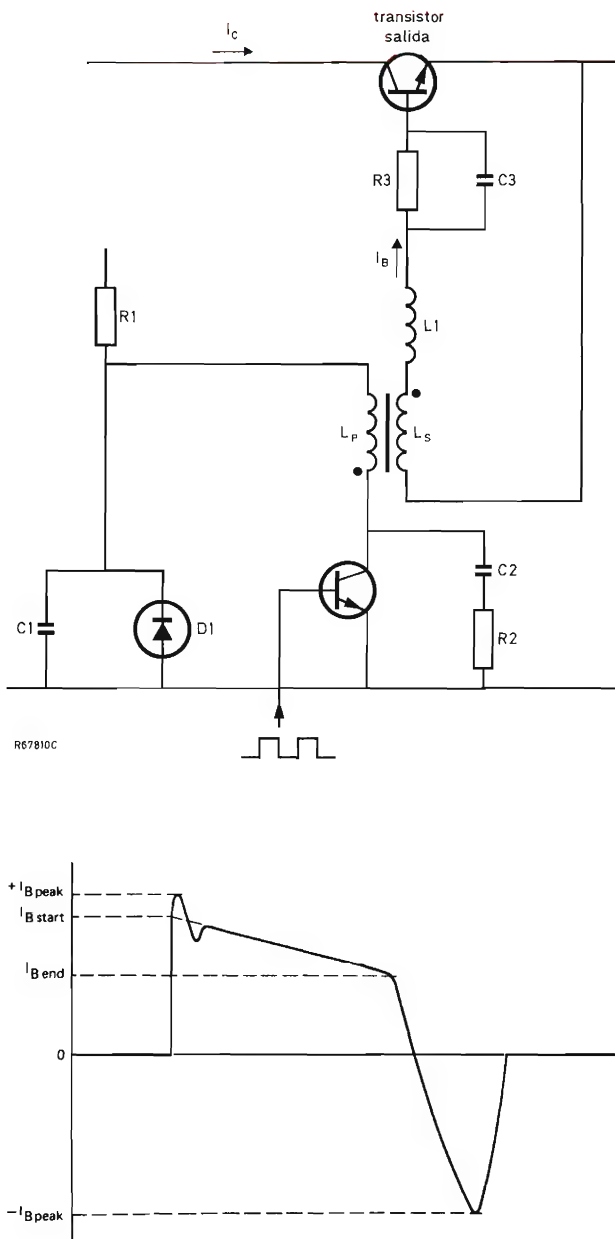 transistor
salida
I_C
R3
C3
I_B
R1
L1
L_P
L_S
C1
D1
C2
R2
R67810C
+I_B peak
I_B start
I_B end
0
−I_B peak